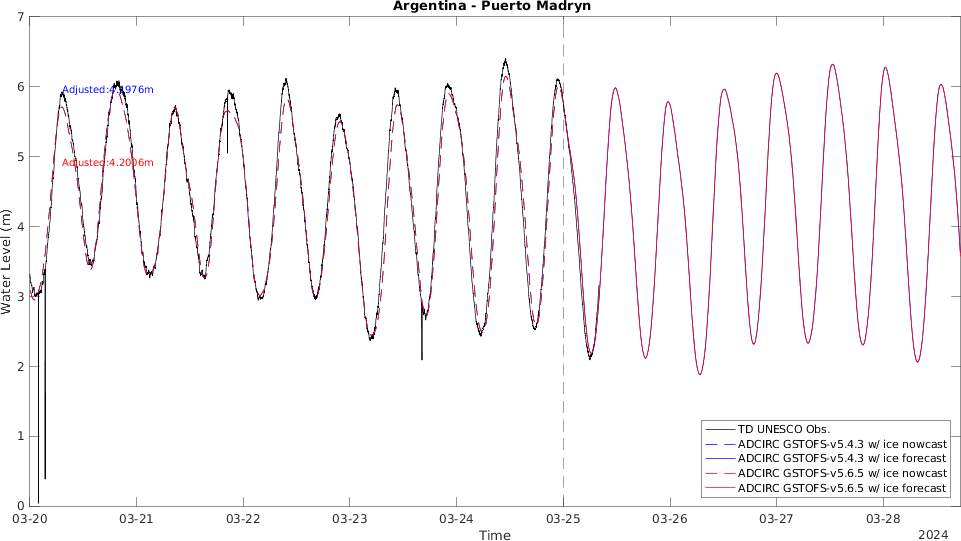 Argentina - Puerto Madryn
7
6
5
4
3
2
1
0
Water Level (m)
Adjusted:4.2006m
TD UNESCO Obs.
ADCIRC GSTOFS-v5.4.3 w/ ice nowcast
ADCIRC GSTOFS-v5.4.3 w/ ice forecast
ADCIRC GSTOFS-v5.6.5 w/ ice nowcast
ADCIRC GSTOFS-v5.6.5 w/ ice forecast
03-20 03-21 03-22 03-23 03-24 03-25 03-26 03-27 03-28
Time
2024